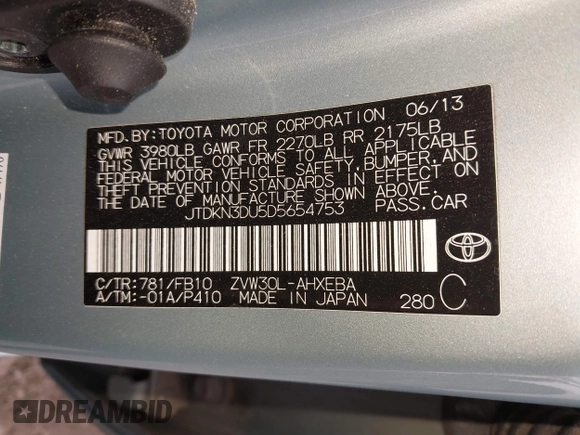 MFD. BY: TOYOTA MOTOR CORPORATION 06/13
GVWR 3980LB GAWR FR 2270LB RR 2175LB
THIS VEHICLE CONFORMS TO ALL APPLICABLE
FEDERAL MOTOR VEHICLE SAFETY, BUMPER, AND
THEFT PREVENTION STANDARDS IN EFFECT ON
THE DATE OF MANUFACTURE SHOWN ABOVE.
JTDKN3DU5D5654753 PASS. CAR
C/TR: 781/FB10 ZVW30L-AHXEBA
A/TM: -01A/P410 MADE IN JAPAN 280 C
TOYOTA
DREAMBID